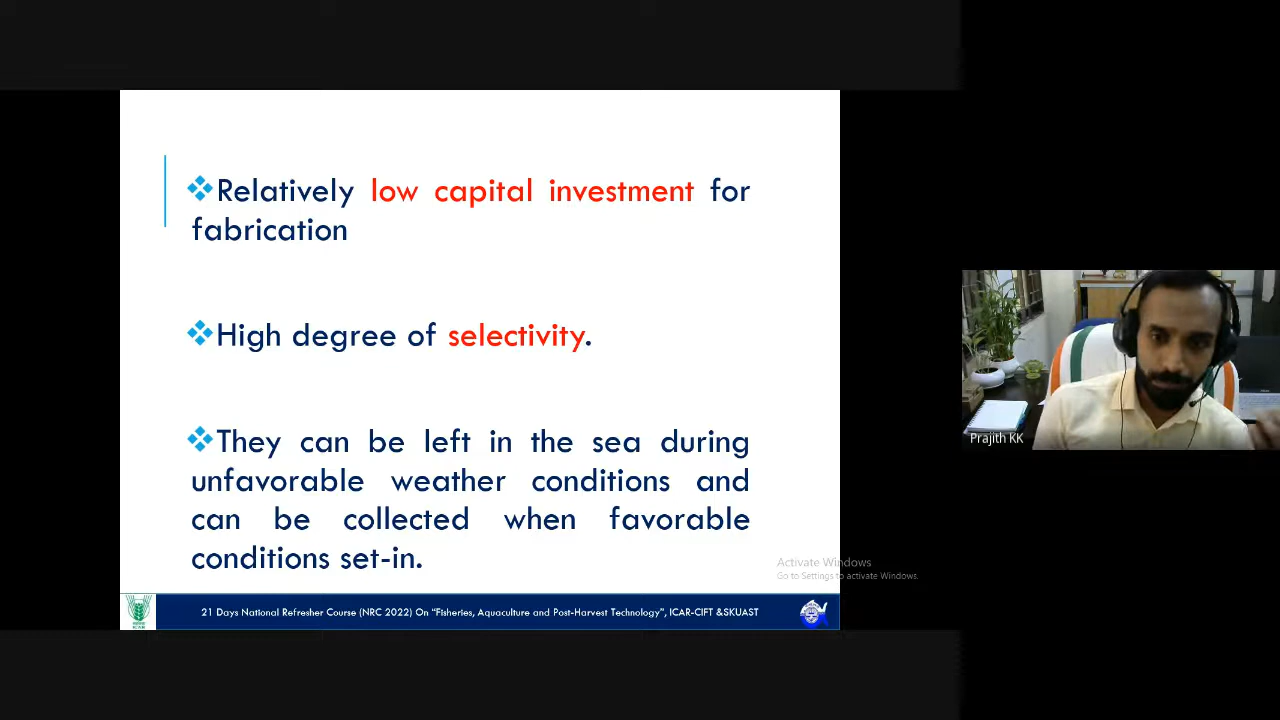 ❖Relatively low capital investment for
fabrication
❖High degree of selectivity.
❖They can be left in the sea during
unfavorable weather conditions and
can be collected when favorable
conditions set-in.
Prajith KK
Activate Windows
Go to Settings to activate Windows.
21 Days National Refresher Course (NRC 2022) On "Fisheries, Aquaculture and Post-Harvest Technology", ICAR-CIFT &SKUAST